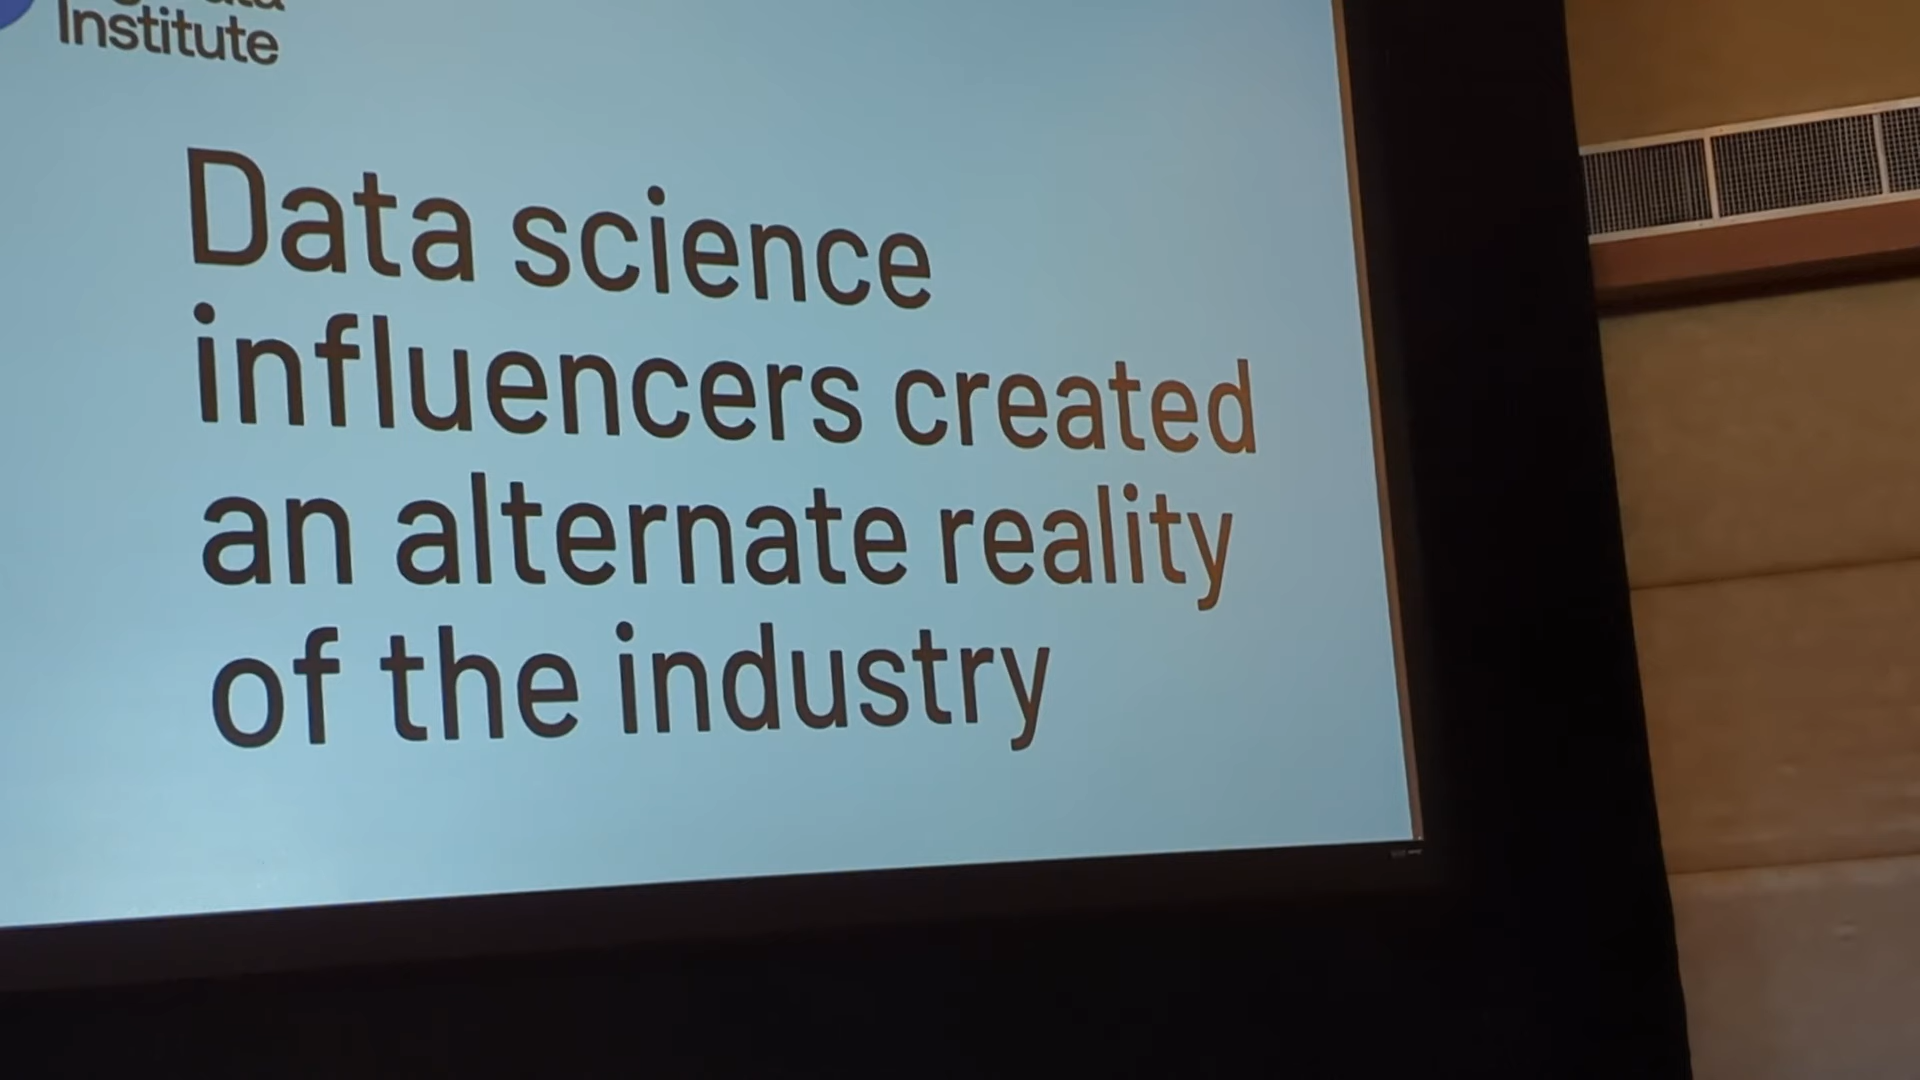 Institute
Data science
influencers created
an alternate reality
of the industry